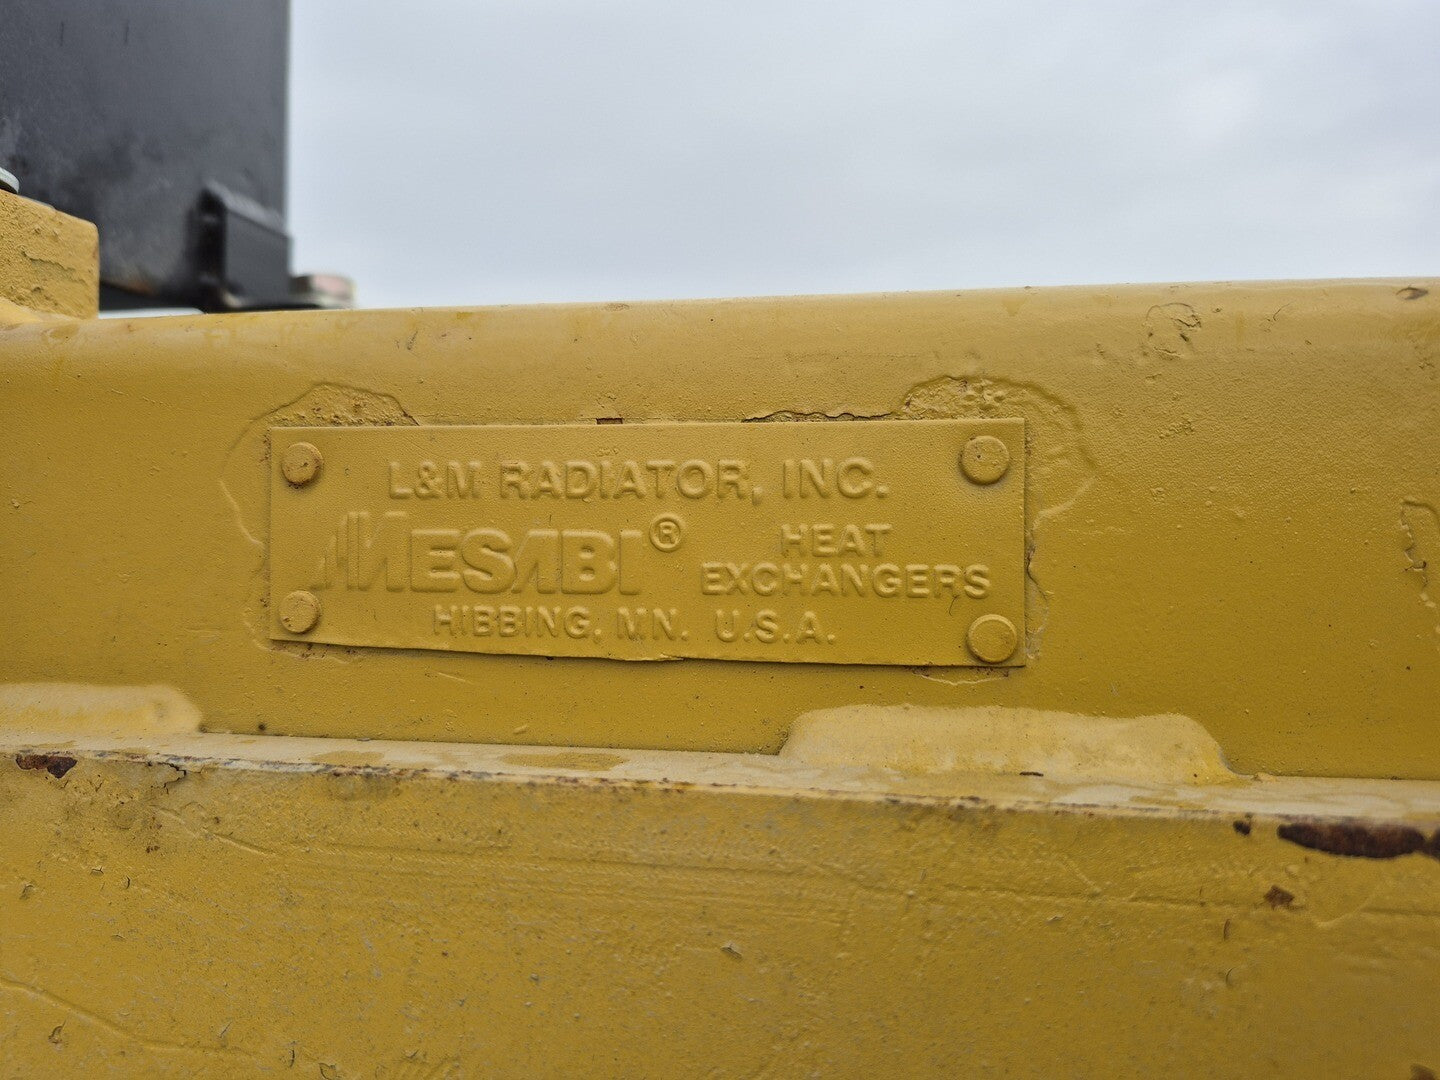 L&M RADIATOR, INC.
MESABI® HEAT
EXCHANGERS
HIBBING, MN. U.S.A.